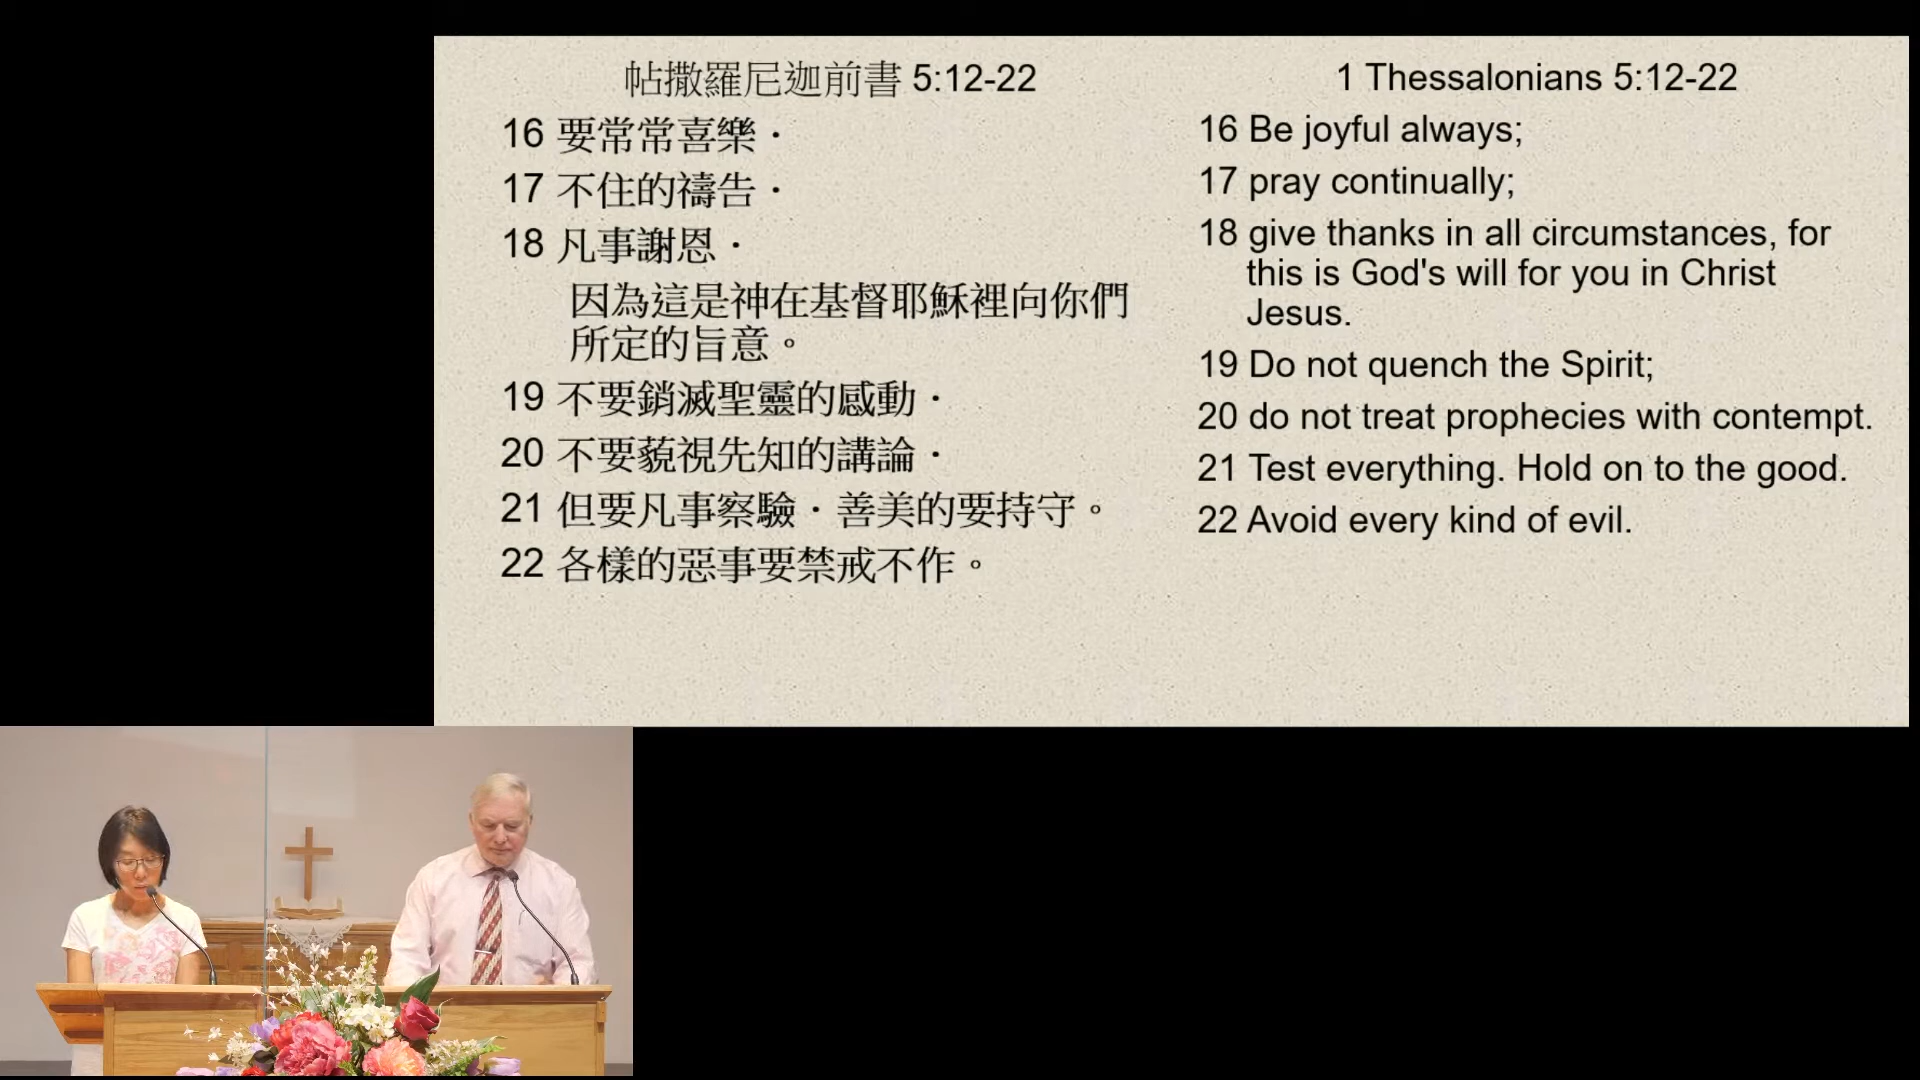 帖撒羅尼迦前書 5:12-22
16 要常常喜樂．
17 不住的禱告．
18 凡事謝恩．
因為這是神在基督耶穌裡向你們
所定的旨意。
19 不要銷滅聖靈的感動．
20 不要藐視先知的講論．
21 但要凡事察驗．善美的要持守。
22 各樣的惡事要禁戒不作。
1 Thessalonians 5:12-22
16 Be joyful always;
17 pray continually;
18 give thanks in all circumstances, for
this is God's will for you in Christ
Jesus.
19 Do not quench the Spirit;
20 do not treat prophecies with contempt.
21 Test everything. Hold on to the good.
22 Avoid every kind of evil.